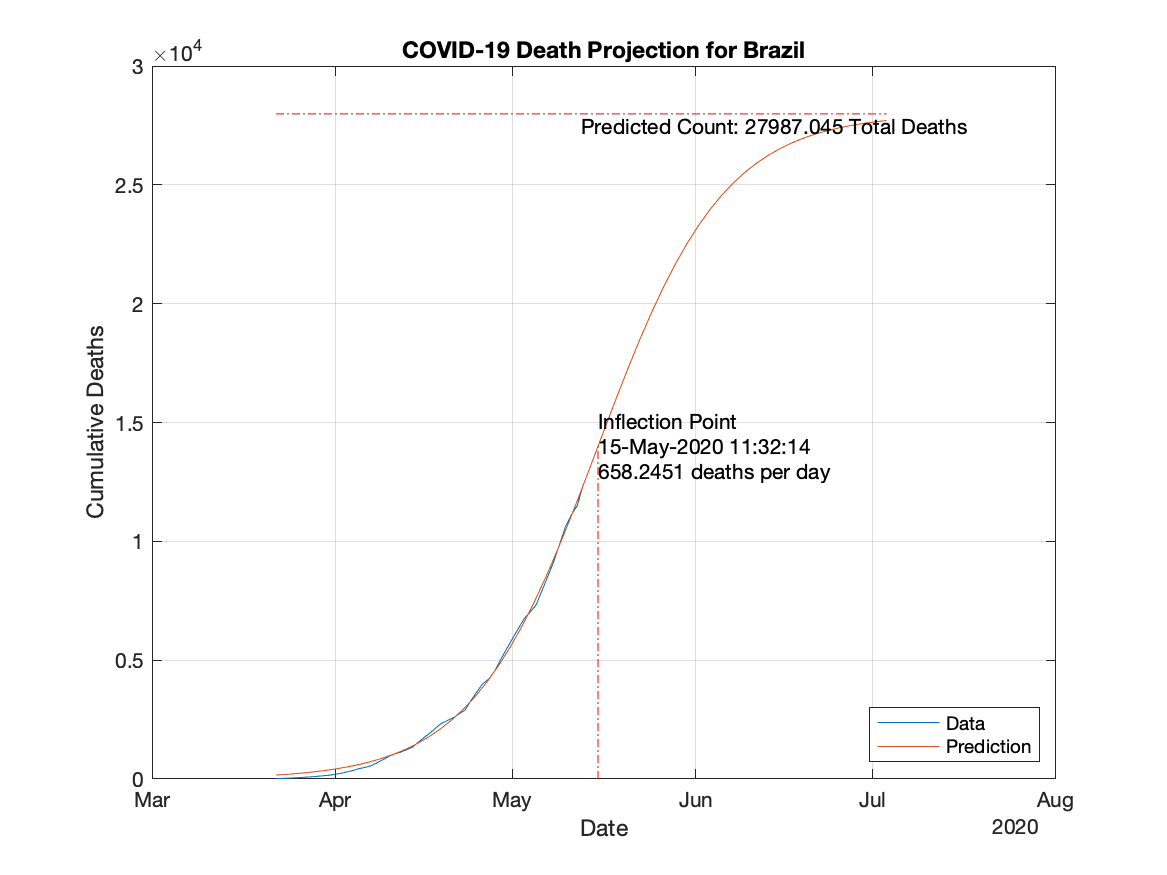 COVID-19 Death Projection for Brazil
×10⁴
3
2.5
2
1.5
1
0.5
0
Cumulative Deaths
Predicted Count: 27987.045 Total Deaths
Inflection Point
15-May-2020 11:32:14
658.2451 deaths per day
Data
Prediction
Mar Apr May Jun Jul Aug
Date
2020